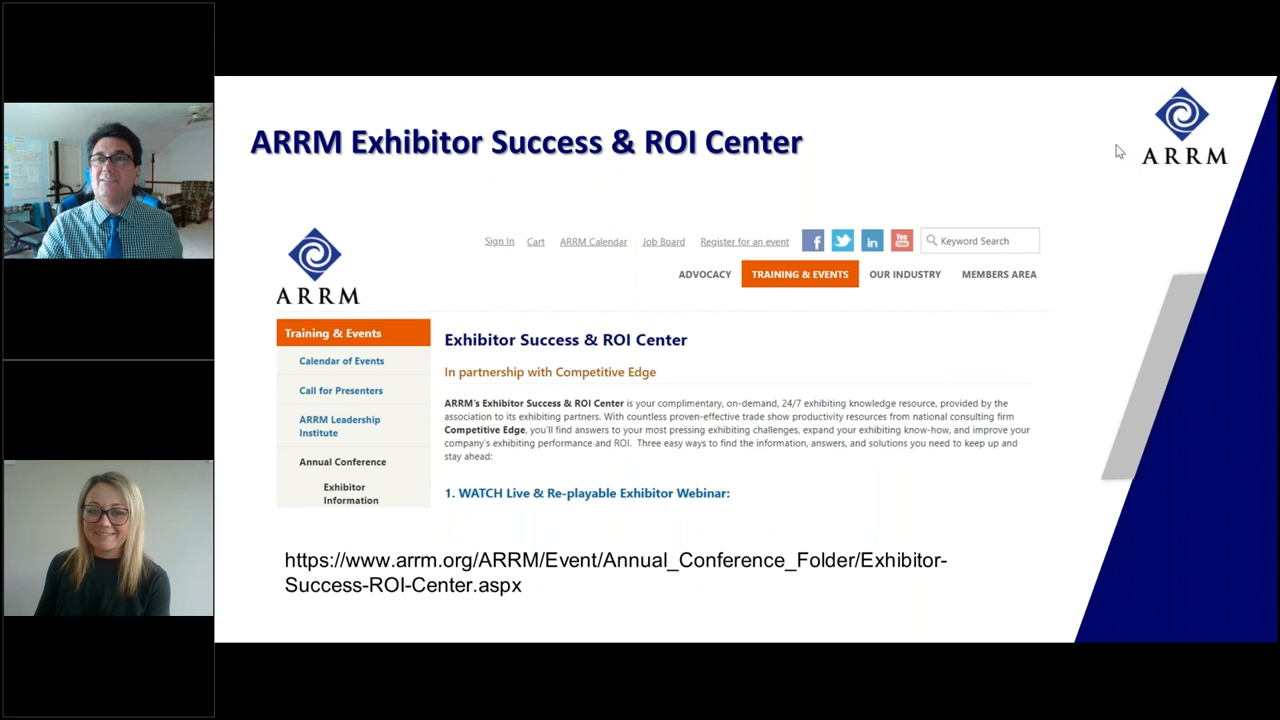 ARRM Exhibitor Success & ROI Center
ARRM
ARRM
Sign In Cart ARRM Calendar Job Board Register for an event f in You Tube Keyword Search
ADVOCACY TRAINING & EVENTS OUR INDUSTRY MEMBERS AREA
Training & Events
Calendar of Events
Call for Presenters
ARRM Leadership
Institute
Annual Conference
Exhibitor
Information
Exhibitor Success & ROI Center
In partnership with Competitive Edge
ARRM's Exhibitor Success & ROI Center is your complimentary, on-demand, 24/7 exhibiting knowledge resource, provided by the
association to its exhibiting partners. With countless proven-effective trade show productivity resources from national consulting firm
Competitive Edge, you'll find answers to your most pressing exhibiting challenges, expand your exhibiting know-how, and improve your
company's exhibiting performance and ROI. Three easy ways to find the information, answers, and solutions you need to keep up and
stay ahead:
1. WATCH Live & Re-playable Exhibitor Webinar:
https://www.arrm.org/ARRM/Event/Annual_Conference_Folder/Exhibitor-
Success-ROI-Center.aspx